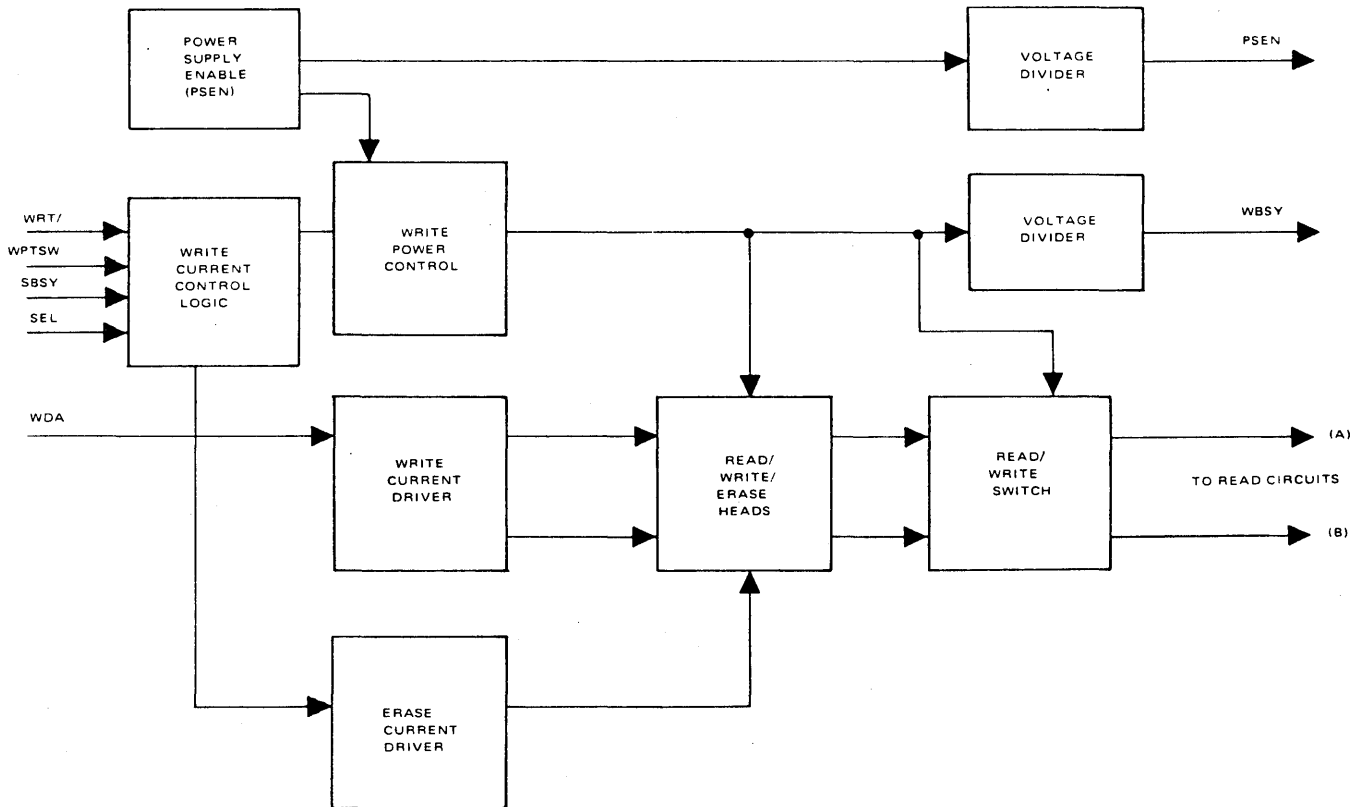 POWER
SUPPLY
ENABLE
(PSEN)
VOLTAGE
DIVIDER
PSEN
WRT/
WPTSW
SBSY
SEL
WRITE
CURRENT
CONTROL
LOGIC
WRITE
POWER
CONTROL
VOLTAGE
DIVIDER
WBSY
WDA
WRITE
CURRENT
DRIVER
READ/
WRITE/
ERASE
HEADS
READ/
WRITE
SWITCH
(A)
TO READ CIRCUITS
(B)
ERASE
CURRENT
DRIVER